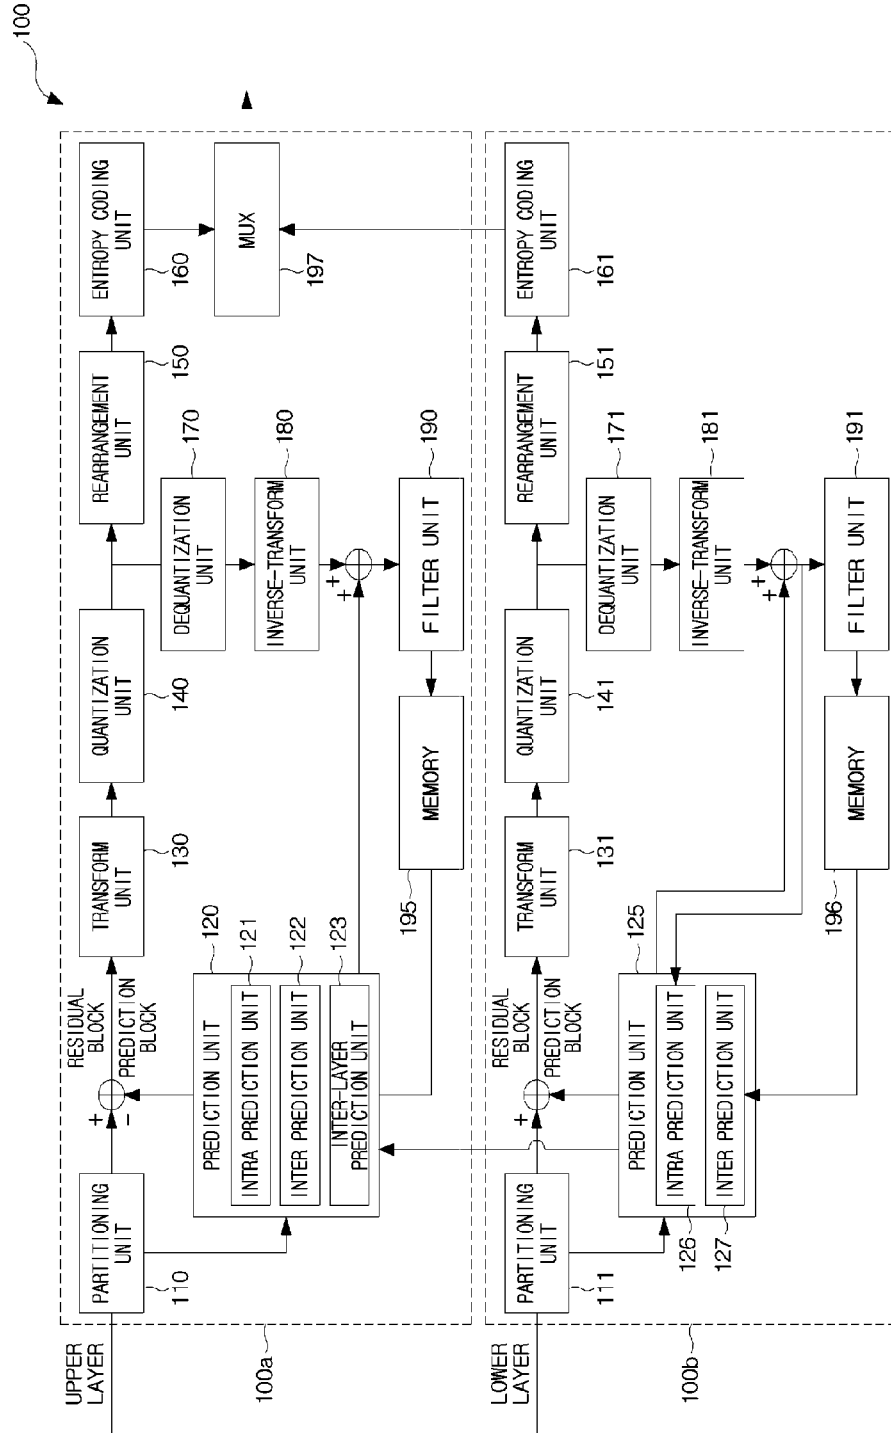 100
UPPER
LAYER
100a
PARTITIONING
UNIT
110
+
-
RESIDUAL
BLOCK
PREDICTION
BLOCK
TRANSFORM
UNIT
130
QUANTIZATION
UNIT
140
REARRANGEMENT
UNIT
150
ENTROPY CODING
UNIT
160
MUX
197
PREDICTION UNIT
120
INTRA PREDICTION UNIT
121
INTER PREDICTION UNIT
122
INTER-LAYER
PREDICTION UNIT
123
DEQUANTIZATION
UNIT
170
INVERSE-TRANSFORM
UNIT
180
+
+
FILTER UNIT
190
MEMORY
195
LOWER
LAYER
100b
PARTITIONING
UNIT
111
+
RESIDUAL
BLOCK
PREDICTION
BLOCK
TRANSFORM
UNIT
131
QUANTIZATION
UNIT
141
REARRANGEMENT
UNIT
151
ENTROPY CODING
UNIT
161
PREDICTION UNIT
125
INTRA PREDICTION UNIT
126
INTER PREDICTION UNIT
127
DEQUANTIZATION
UNIT
171
INVERSE-TRANSFORM
UNIT
181
+
+
FILTER UNIT
191
MEMORY
196